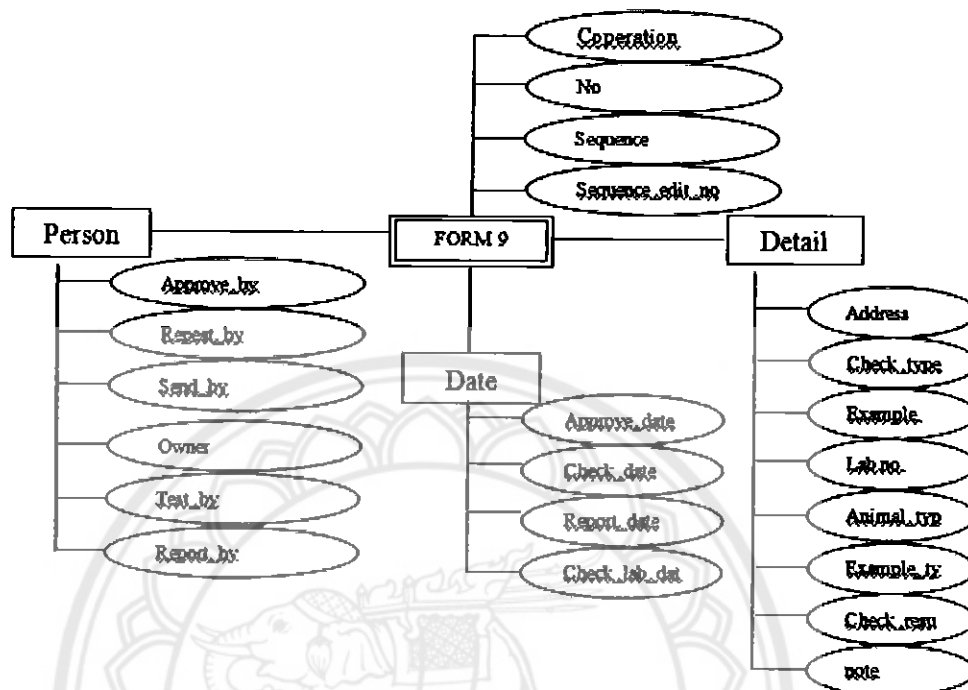 Coperation
No
Sequence
Sequence_edit_no
Person
FORM 9
Detail
Approve_by
Repest_by
Send_by
Owner
Test_by
Report_by
Date
Approve_date
Check_date
Report_date
Check_lab_dat
Address
Check_type
Example
Lab no.
Animal_typ
Example_ty
Check_resu
note